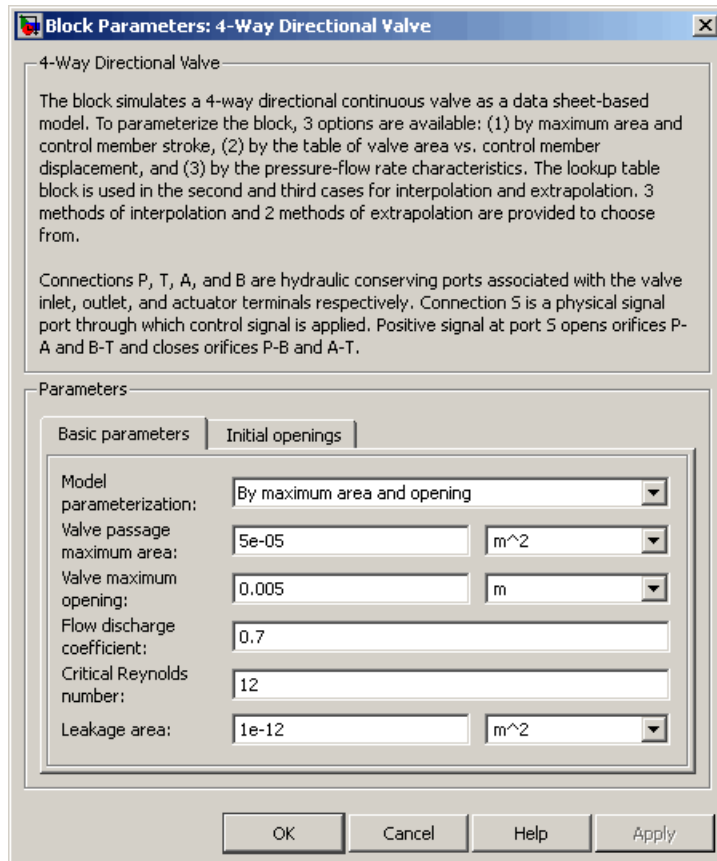 Block Parameters: 4-Way Directional Valve
4-Way Directional Valve
The block simulates a 4-way directional continuous valve as a data sheet-based
model. To parameterize the block, 3 options are available: (1) by maximum area and
control member stroke, (2) by the table of valve area vs. control member
displacement, and (3) by the pressure-flow rate characteristics. The lookup table
block is used in the second and third cases for interpolation and extrapolation. 3
methods of interpolation and 2 methods of extrapolation are provided to choose
from.
Connections P, T, A, and B are hydraulic conserving ports associated with the valve
inlet, outlet, and actuator terminals respectively. Connection S is a physical signal
port through which control signal is applied. Positive signal at port S opens orifices P-
A and B-T and closes orifices P-B and A-T.
Parameters
Basic parameters Initial openings
Model
parameterization: By maximum area and opening
Valve passage
maximum area: 5e-05 m^2
Valve maximum
opening: 0.005 m
Flow discharge
coefficient: 0.7
Critical Reynolds
number: 12
Leakage area: 1e-12 m^2
OK Cancel Help Apply